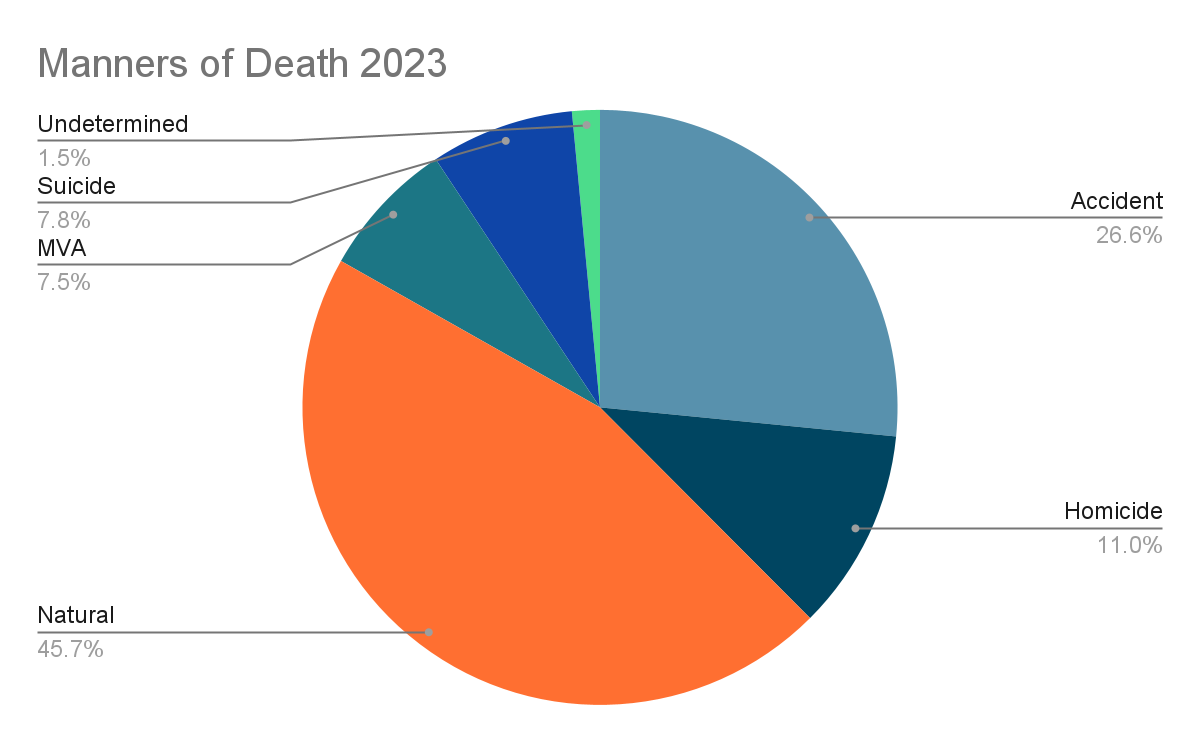 Manners of Death 2023
Undetermined
1.5%
Suicide
7.8%
MVA
7.5%
Natural
45.7%
Accident
26.6%
Homicide
11.0%